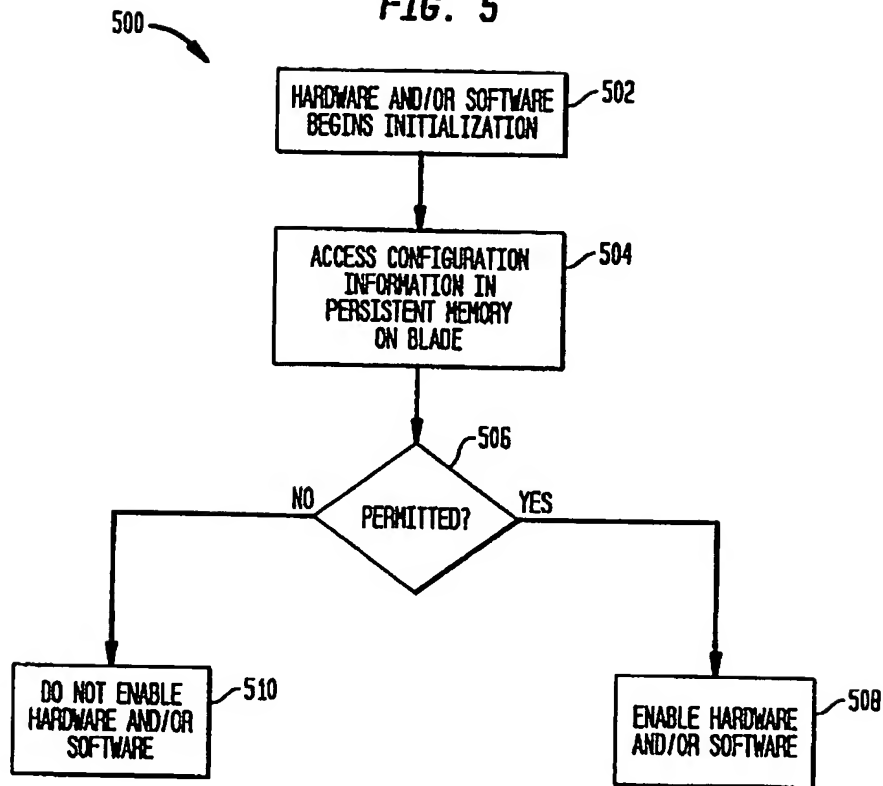 FIG. 5
500
HARDWARE AND/OR SOFTWARE
BEGINS INITIALIZATION
502
ACCESS CONFIGURATION
INFORMATION IN
PERSISTENT MEMORY
ON BLADE
504
506
NO
PERMITTED?
YES
DO NOT ENABLE
HARDWARE AND/OR
SOFTWARE
510
ENABLE HARDWARE
AND/OR SOFTWARE
508